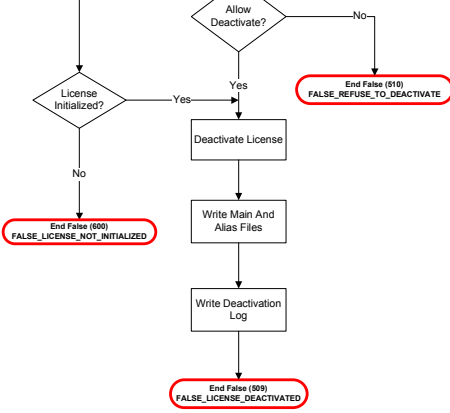 Allow
Deactivate?
No
End False (510)
FALSE_REFUSE_TO_DEACTIVATE
Yes
License
Initialized?
Yes
Deactivate License
No
End False (600)
FALSE_LICENSE_NOT_INITIALIZED
Write Main And
Alias Files
Write Deactivation
Log
End False (509)
FALSE_LICENSE_DEACTIVATED